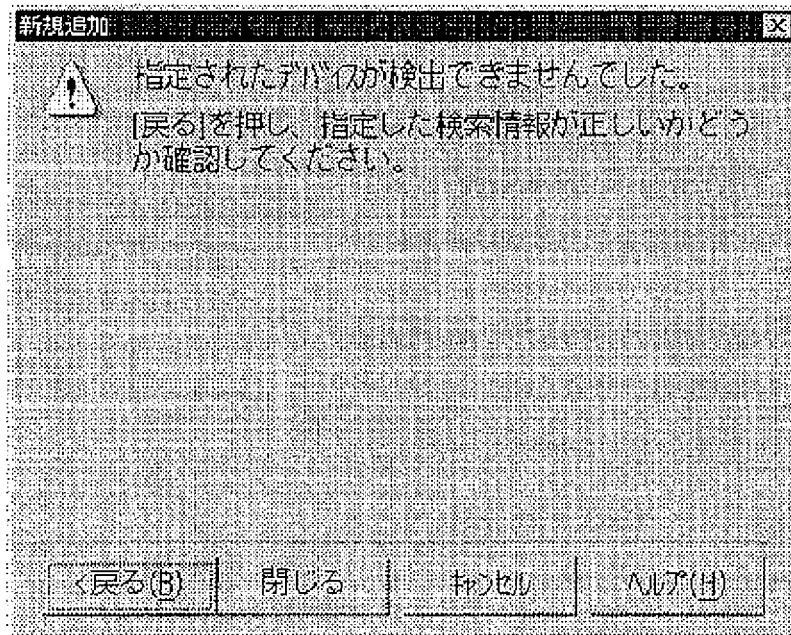 新規追加
指定されたﾃﾞﾊﾞｲｽが検出できませんでした。
[戻る]を押し、指定した検索情報が正しいかどう
か確認してください。
<戻る(B) 閉じる ｷｬﾝｾﾙ ﾍﾙﾌﾟ(H)